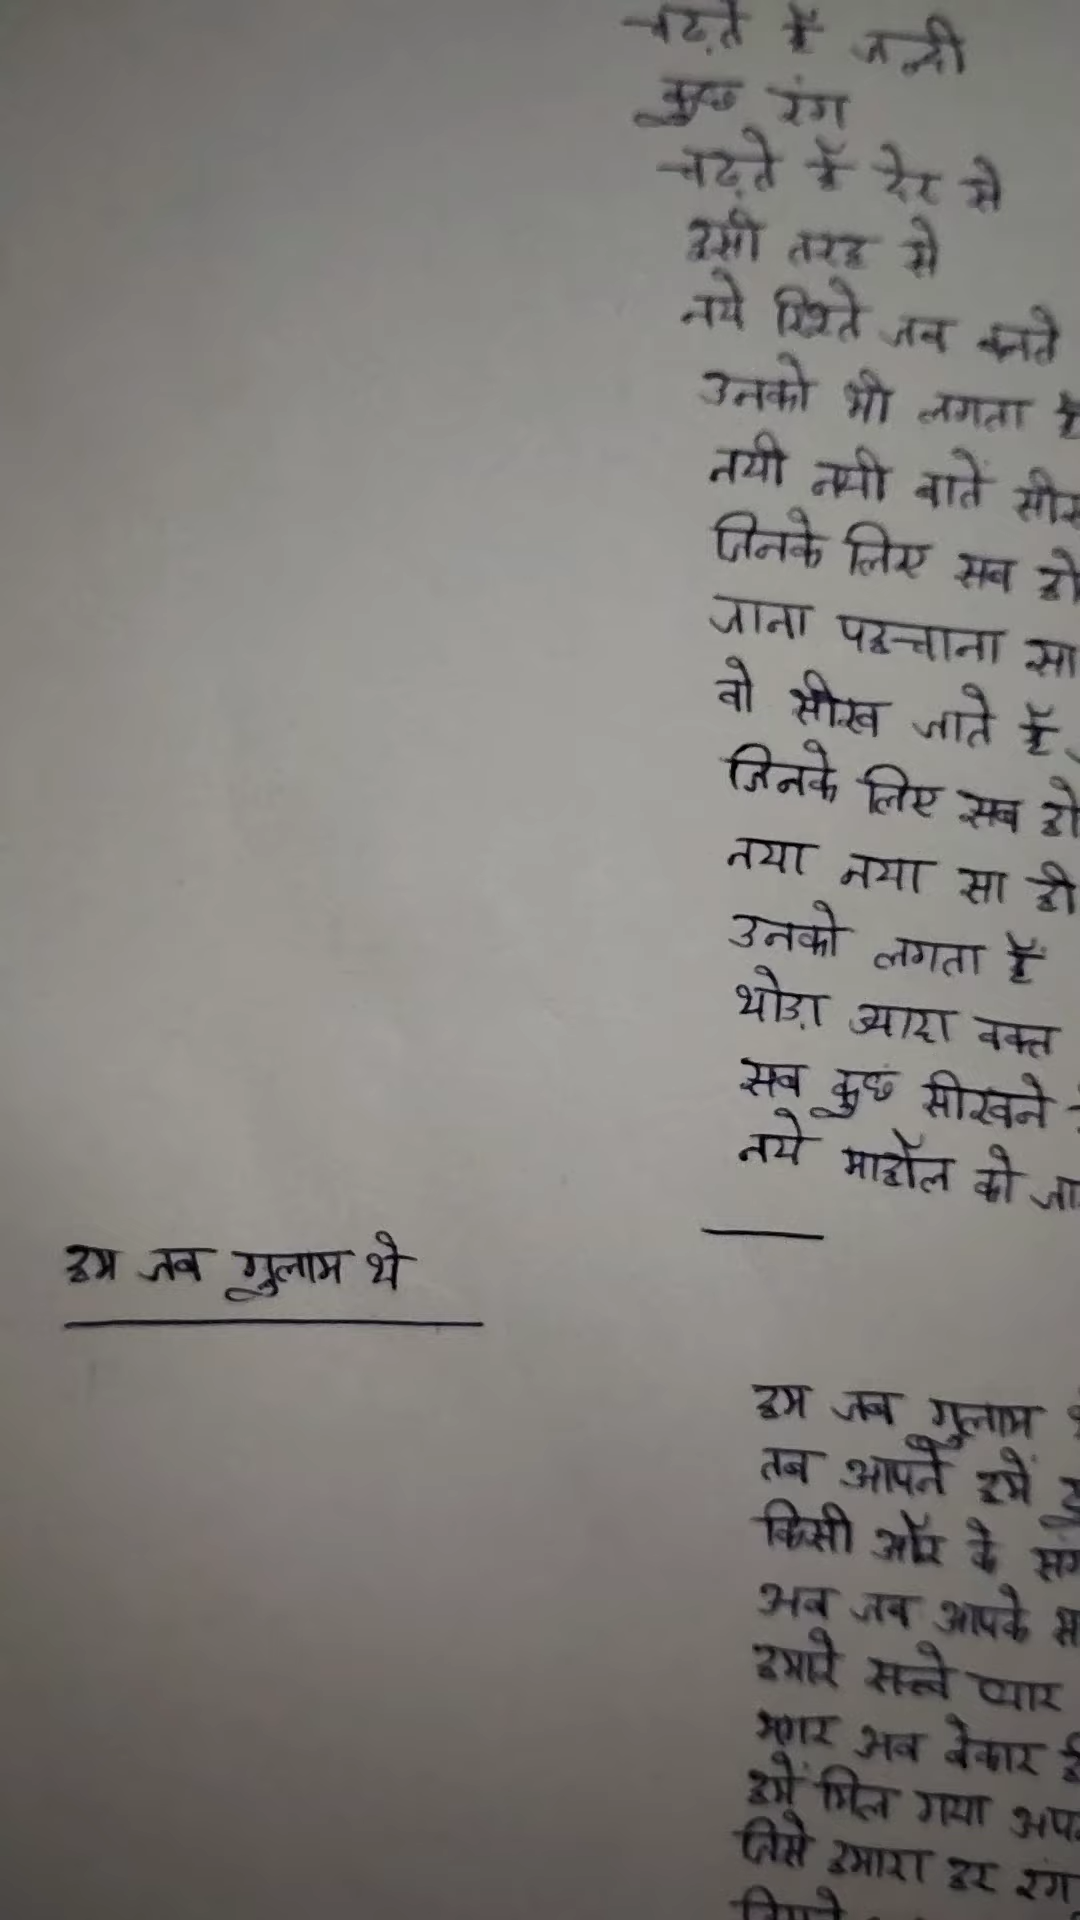 चढ़ते हैं जल्दी
कुछ रंग
चढ़ते हैं देर से
इसी तरह से
नये रिश्ते जब बनते
उनको भी लगता है
नयी नयी बातें सीख
जिनके लिए सब हो
जाना पहचाना सा
वो सीख जाते हैं
जिनके लिए सब हो
नया नया सा ही
उनको लगता हैं
थोड़ा ज्यादा वक्त
सब कुछ सीखने
नये माहौल को जा
हम जब गुलाम थे
हम जब गुलाम
तब आपने हमें
किसी और के
अब जब आपके
हमारे सच्चे प्यार
मगर अब बेकार
हमें मिल गया अप
जिसे हमारा हर रंग